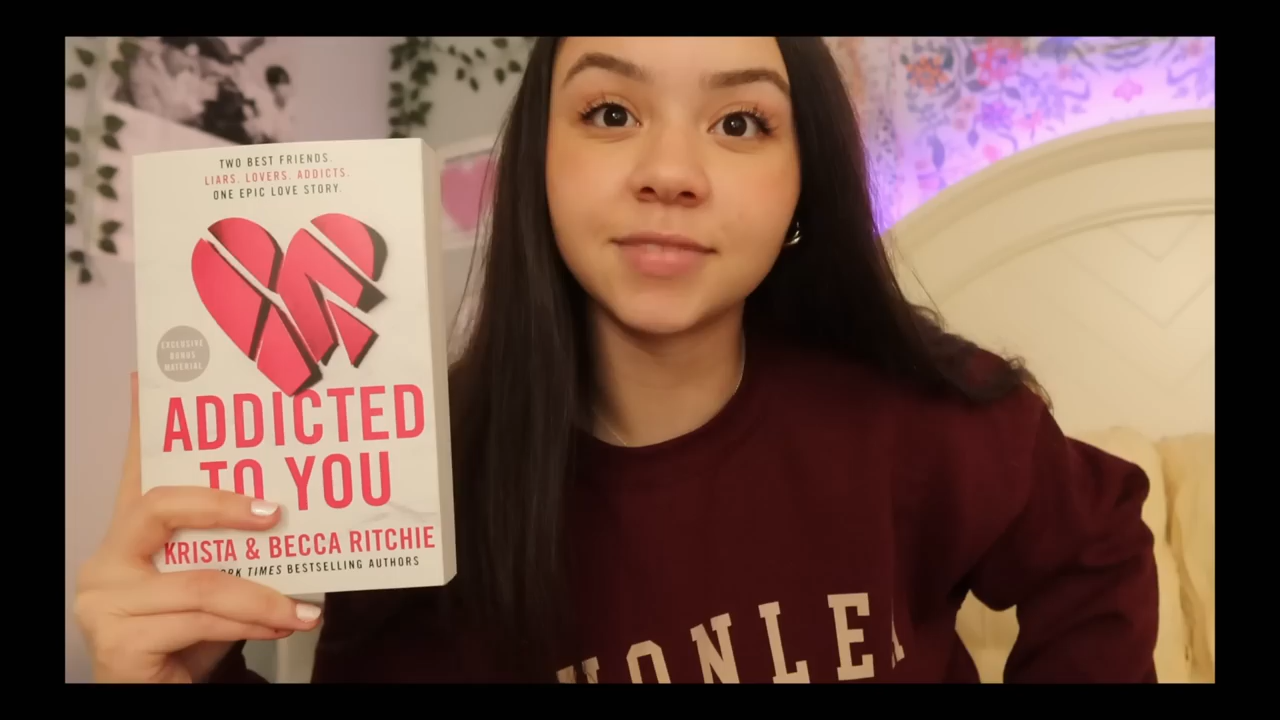 TWO BEST FRIENDS.
LIARS. LOVERS. ADDICTS.
ONE EPIC LOVE STORY.
EXCLUSIVE
BONUS
MATERIAL
ADDICTED
TO YOU
KRISTA & BECCA RITCHIE
TIMES BESTSELLING AUTHORS